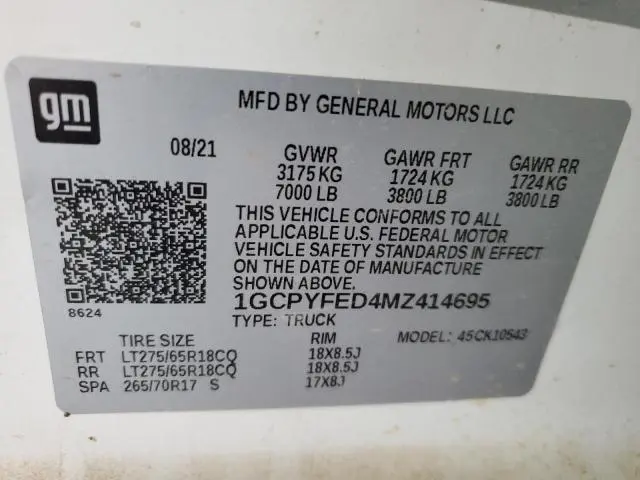 gm
MFD BY GENERAL MOTORS LLC
08/21 GVWR GAWR FRT GAWR RR
3175 KG 1724 KG 1724 KG
7000 LB 3800 LB 3800 LB
THIS VEHICLE CONFORMS TO ALL
APPLICABLE U.S. FEDERAL MOTOR
VEHICLE SAFETY STANDARDS IN EFFECT
ON THE DATE OF MANUFACTURE
SHOWN ABOVE.
8624
1GCPYFED4MZ414695
TYPE: TRUCK
MODEL: 45CK10543
TIRE SIZE RIM
FRT LT275/65R18CQ 18X8.5J
RR LT275/65R18CQ 18X8.5J
SPA 265/70R17 S 17X8J